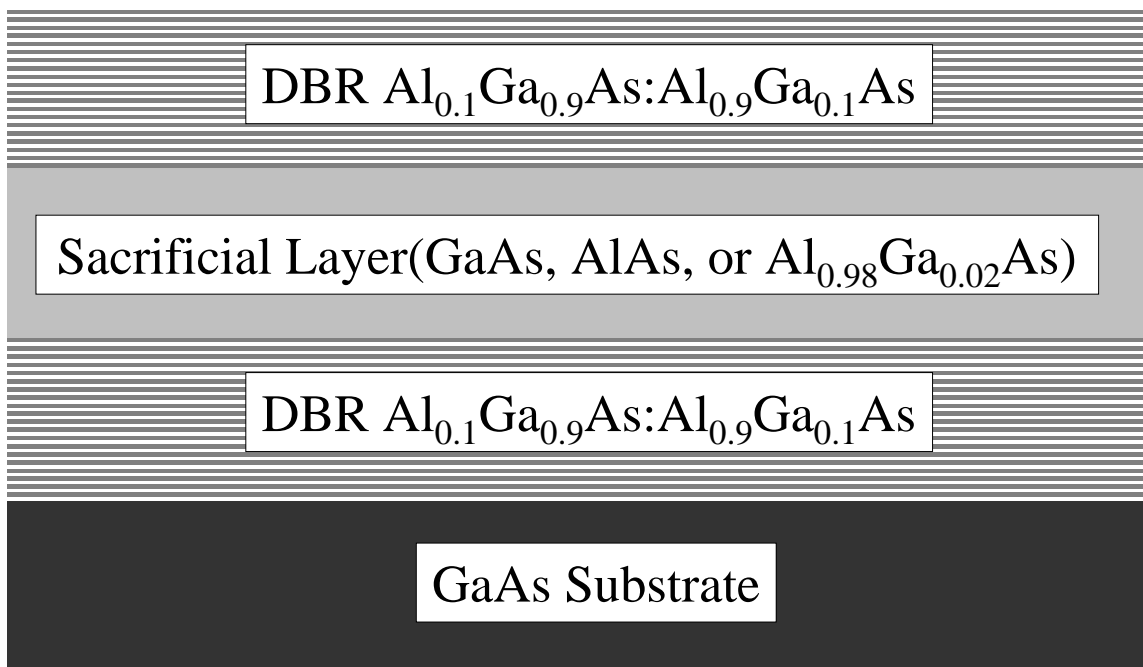 DBR Al₀.₁Ga₀.₉As:Al₀.₉Ga₀.₁As
Sacrificial Layer(GaAs, AlAs, or Al₀.₉₈Ga₀.₀₂As)
DBR Al₀.₁Ga₀.₉As:Al₀.₉Ga₀.₁As
GaAs Substrate